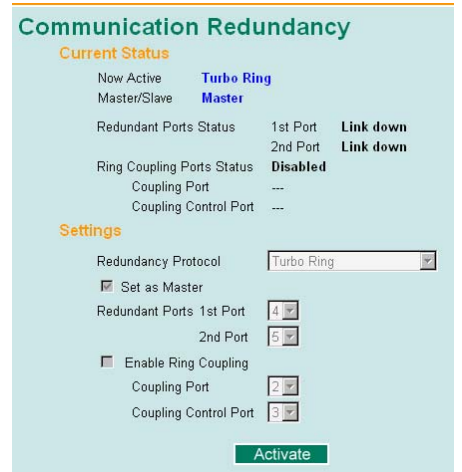 Communication Redundancy
Current Status
Now Active Turbo Ring
Master/Slave Master
Redundant Ports Status 1st Port Link down
2nd Port Link down
Ring Coupling Ports Status Disabled
Coupling Port ---
Coupling Control Port ---
Settings
Redundancy Protocol Turbo Ring
Set as Master
Redundant Ports 1st Port 4
2nd Port 5
Enable Ring Coupling
Coupling Port 2
Coupling Control Port 3
Activate